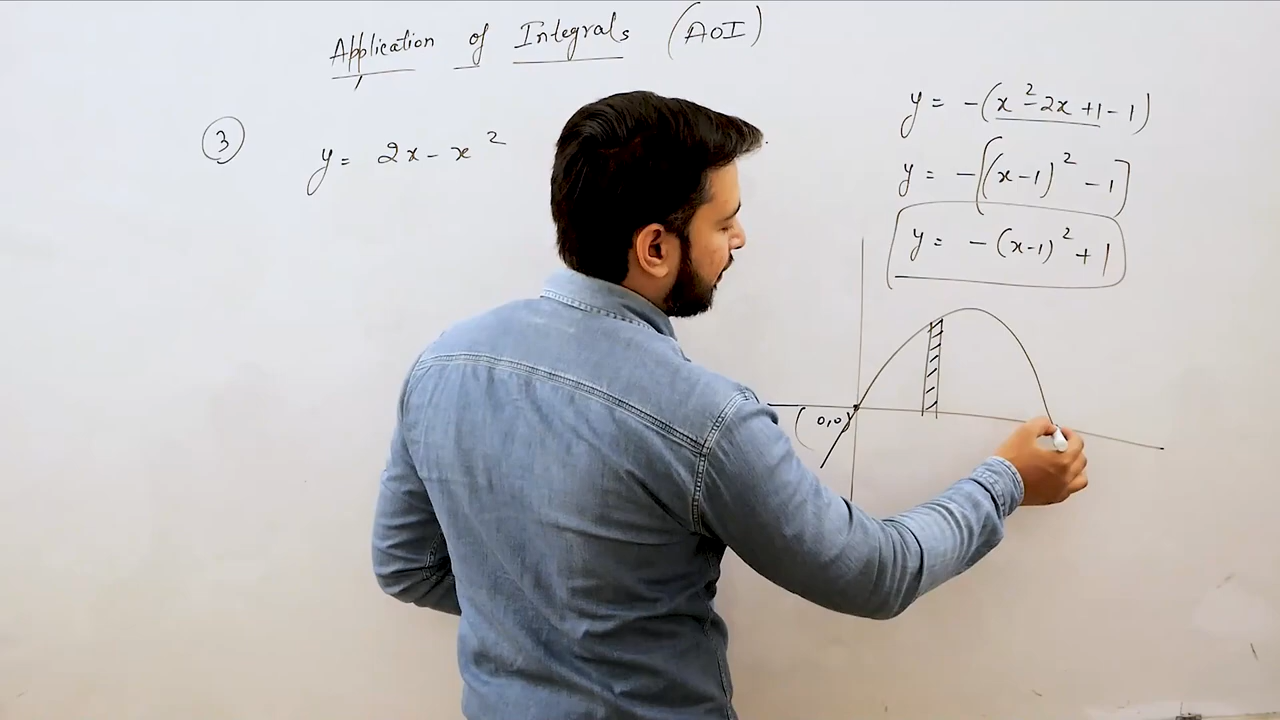 Application of Integrals (AOI)
3
y = 2x - x²
y = -(x² - 2x + 1 - 1)
y = -[(x-1)² - 1]
y = -(x-1)² + 1
(0,0)